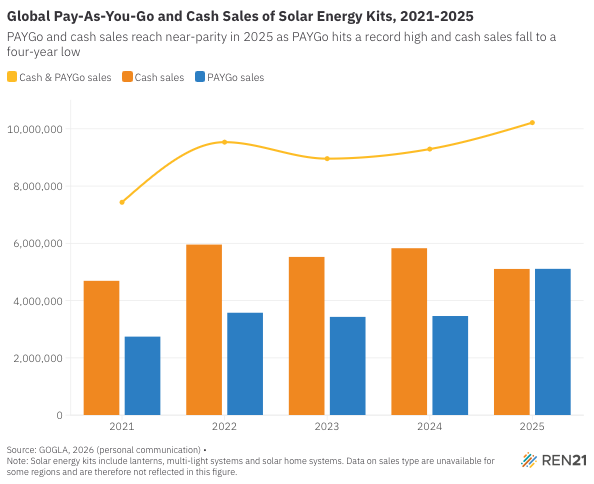 Global Pay-As-You-Go and Cash Sales of Solar Energy Kits, 2021-2025
PAYGo and cash sales reach near-parity in 2025 as PAYGo hits a record high and cash sales fall to a
four-year low
Cash & PAYGo sales Cash sales PAYGo sales
10,000,000
8,000,000
6,000,000
4,000,000
2,000,000
0
2021 2022 2023 2024 2025
Source: GOGLA, 2026 (personal communication) •
Note: Solar energy kits include lanterns, multi-light systems and solar home systems. Data on sales type are unavailable for
some regions and are therefore not reflected in this figure.
REN21